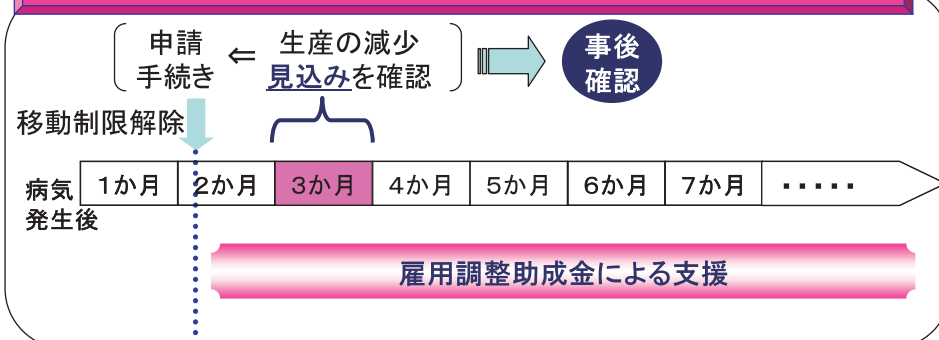 申請
手続き
⇐
生産の減少
見込みを確認
事後
確認
移動制限解除
病気
発生後
1か月
2か月
3か月
4か月
5か月
6か月
7か月
・・・・・
雇用調整助成金による支援